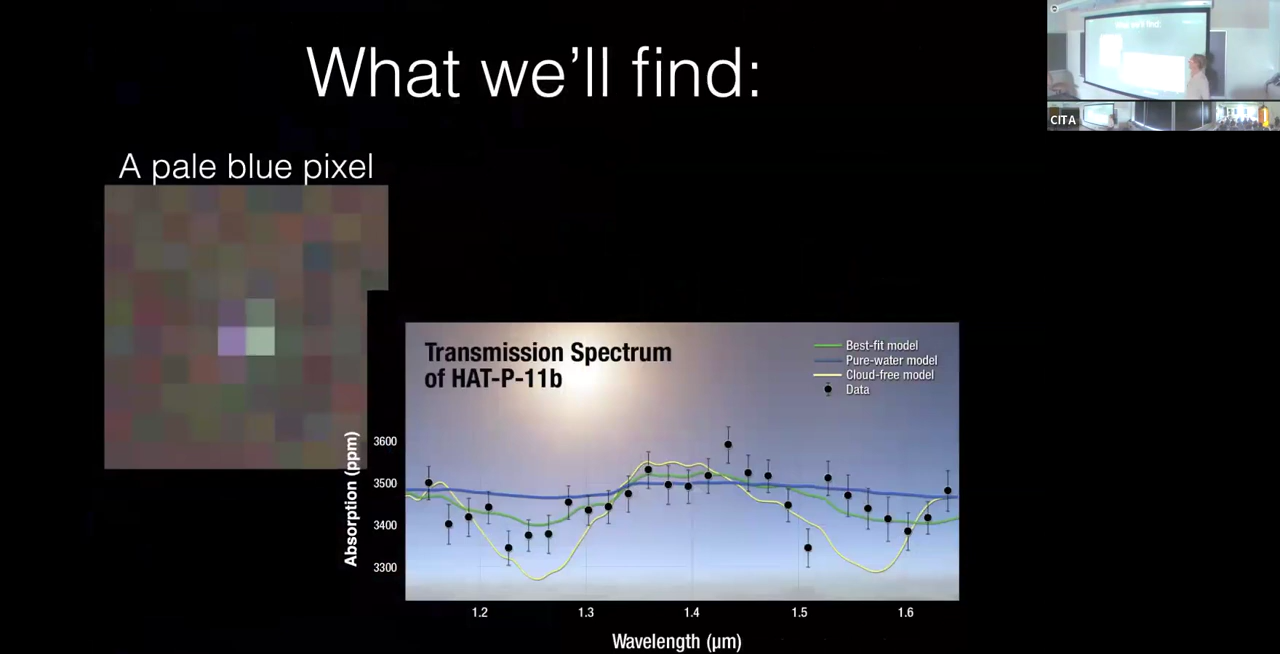 What we'll find:
CITA
A pale blue pixel
Transmission Spectrum
of HAT-P-11b
Best-fit model
Pure-water model
Cloud-free model
Data
Absorption (ppm)
3600
3500
3400
3300
1.2
1.3
1.4
1.5
1.6
Wavelength (µm)